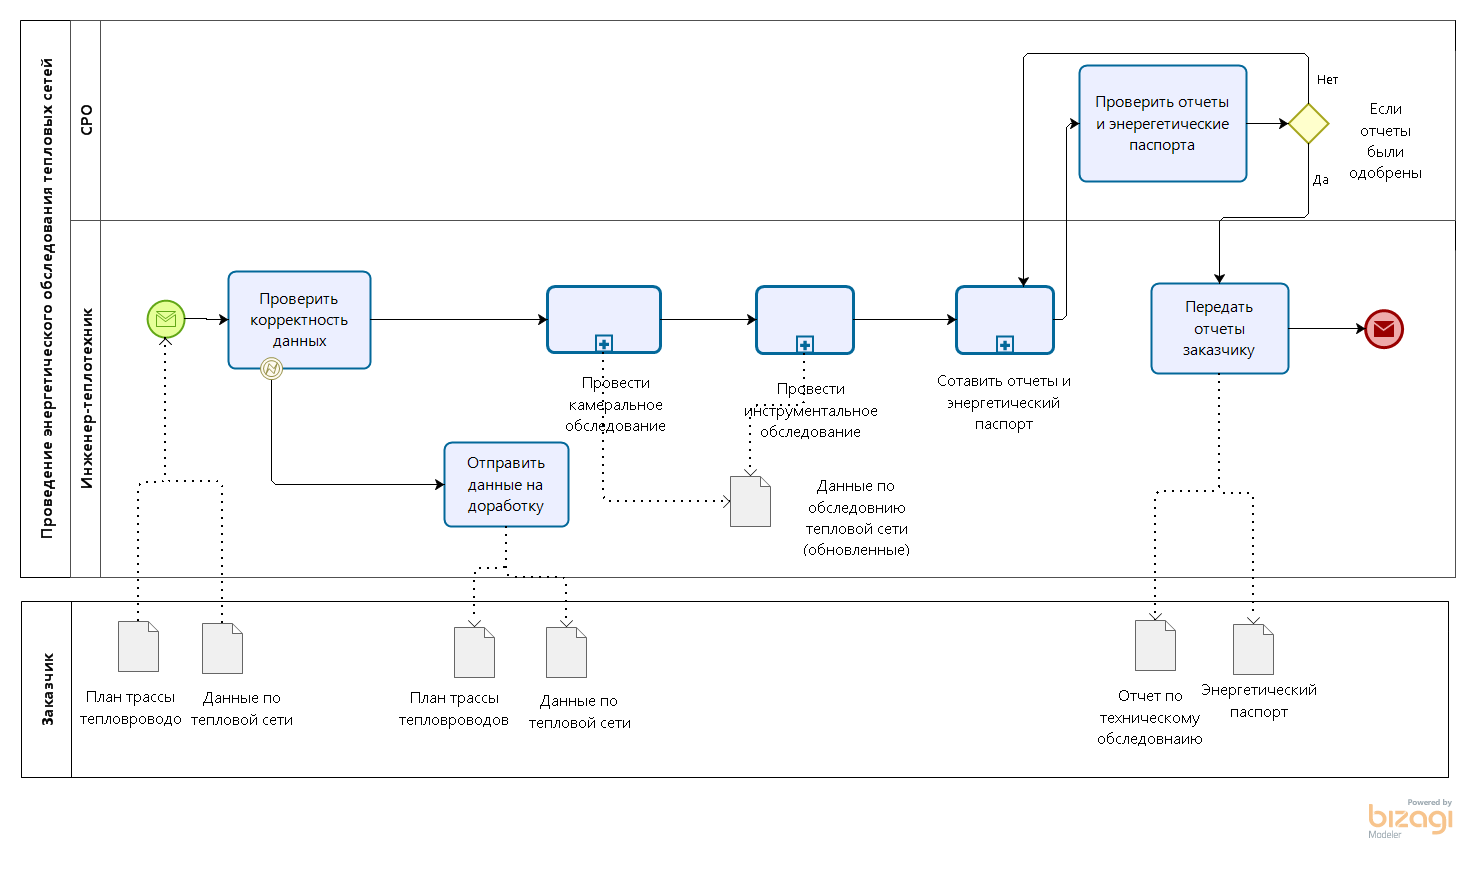 Проведение энергетического обследования тепловых сетей
СРО
Проверить отчеты
и энерегетические
паспорта
Нет
Если
отчеты
были
одобрены
Да
Инженер-теплотехник
Проверить
корректность
данных
Провести
камеральное
обследование
Провести
инструментальное
обследование
Сотавить отчеты и
энергетический
паспорт
Передать
отчеты
заказчику
Отправить
данные на
доработку
Данные по
обследовнию
тепловой сети
(обновленные)
Заказчик
План трассы
тепловроводо
Данные по
тепловой сети
План трассы
тепловроводов
Данные по
тепловой сети
Отчет по
техническому
обследовнаию
Энергетический
паспорт
Powered by
bizagi
Modeler